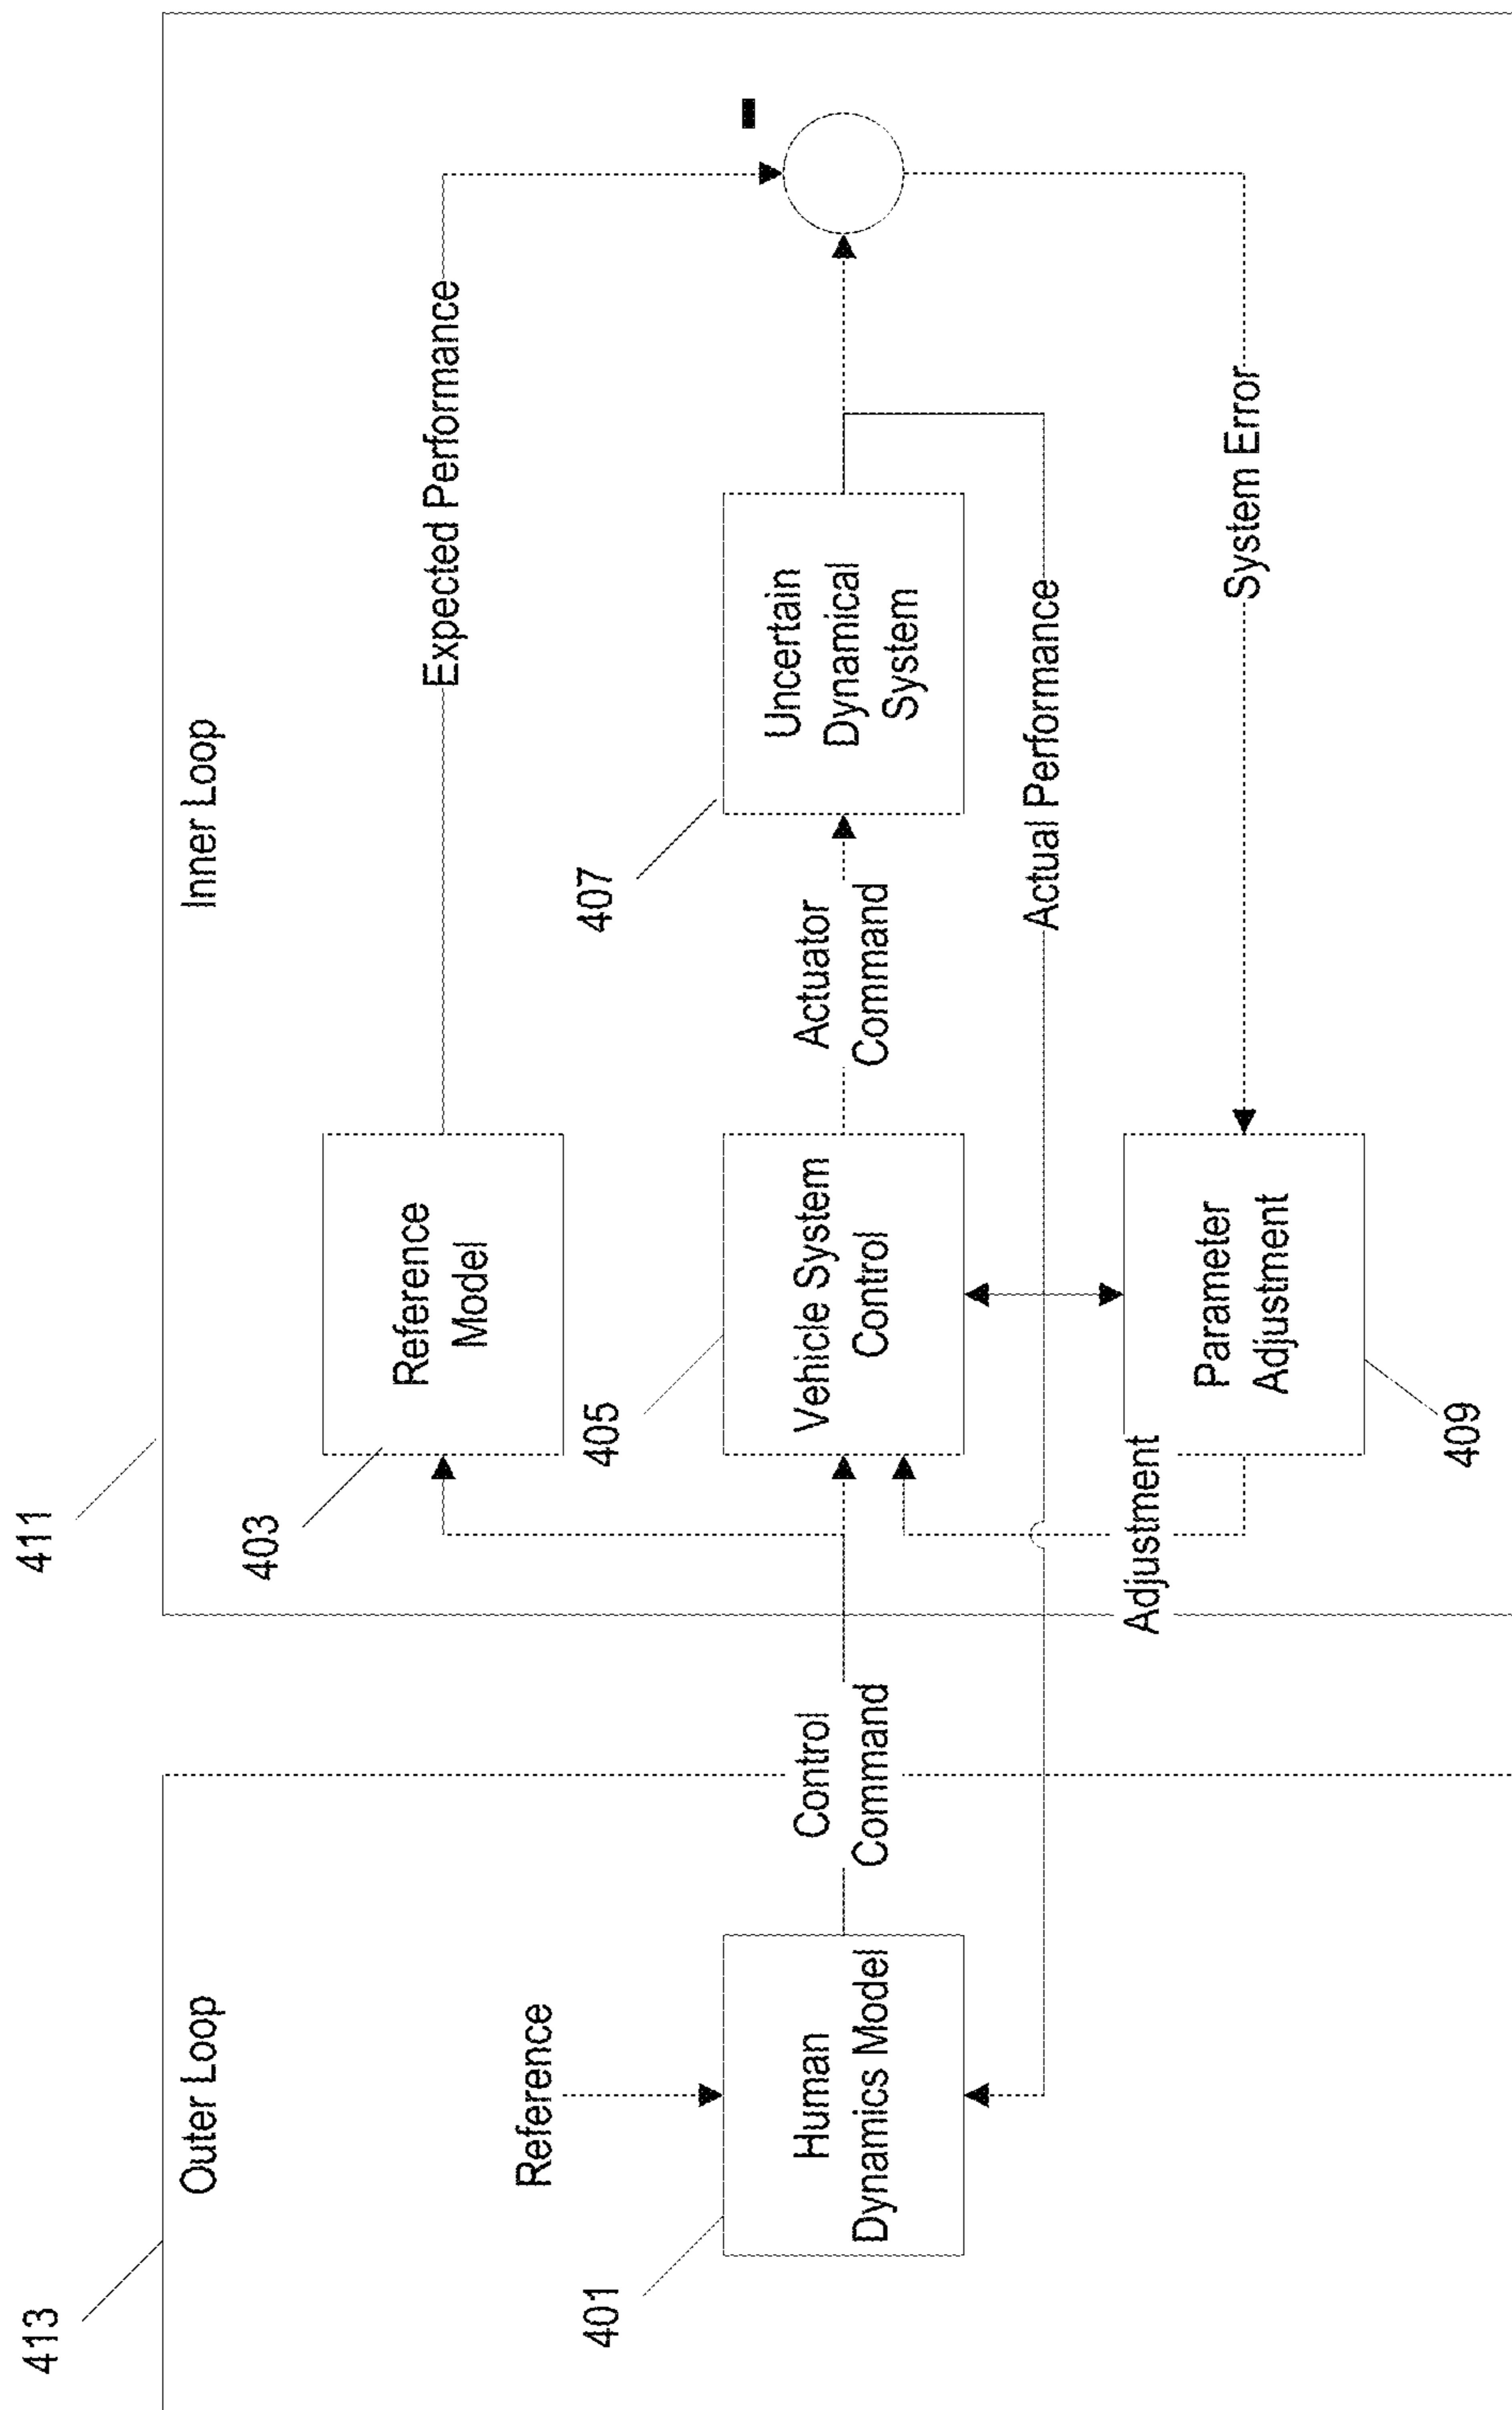 413
Outer Loop
Reference
401
Human
Dynamics Model
Control
Command
411
Inner Loop
403
Reference
Model
Expected Performance
405
Vehicle System
Control
Actuator
Command
407
Uncertain
Dynamical
System
-
Actual Performance
Adjustment
409
Parameter
Adjustment
System Error